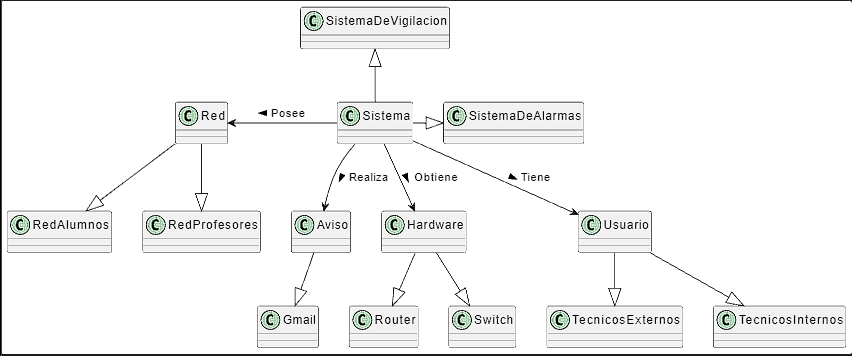 C SistemaDeVigilacion
C Red
Posee
C Sistema
C SistemaDeAlarmas
Realiza
Obtiene
Tiene
C RedAlumnos
C RedProfesores
C Aviso
C Hardware
C Usuario
C Gmail
C Router
C Switch
C TecnicosExternos
C TecnicosInternos